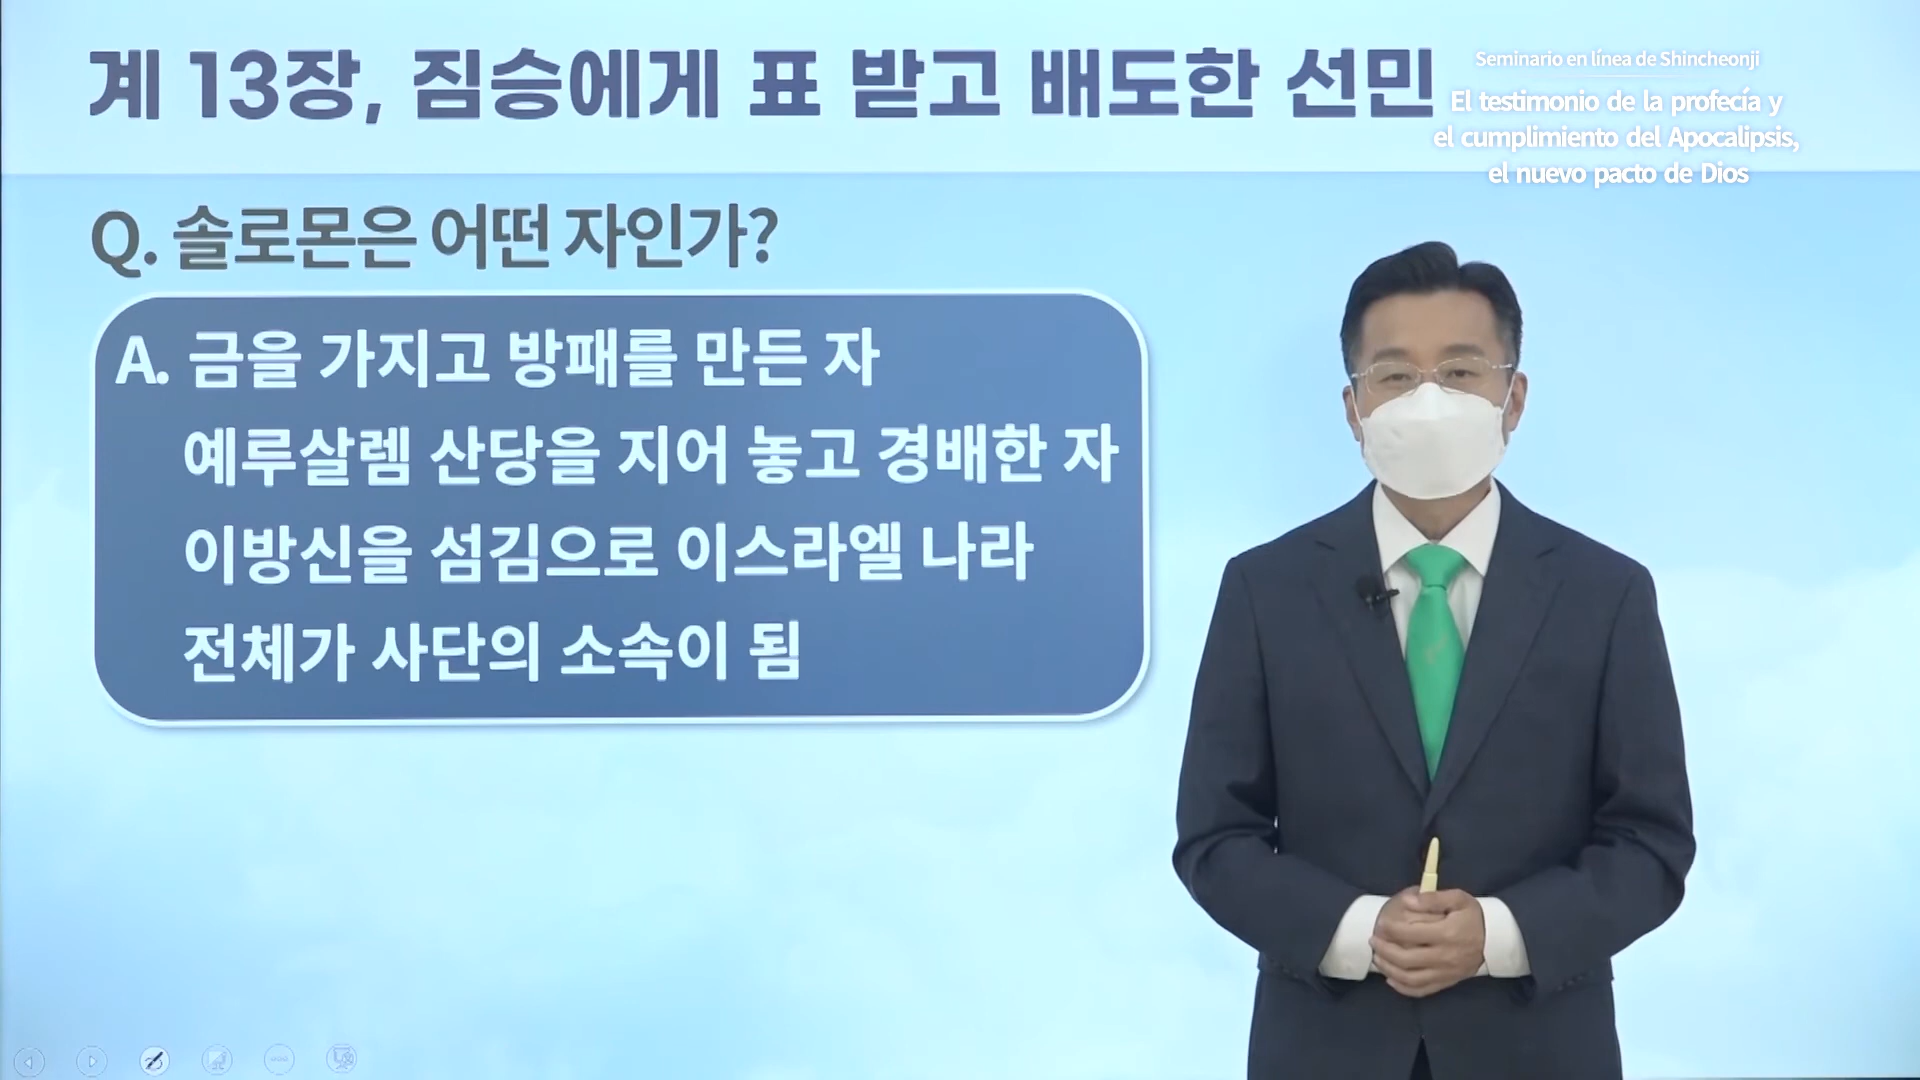 계 13장, 짐승에게 표 받고 배도한 선민
Seminario en línea de Shincheonji
El testimonio de la profecía y
el cumplimiento del Apocalipsis,
el nuevo pacto de Dios
Q. 솔로몬은 어떤 자인가?
A. 금을 가지고 방패를 만든 자
예루살렘 산당을 지어 놓고 경배한 자
이방신을 섬김으로 이스라엘 나라
전체가 사단의 소속이 됨